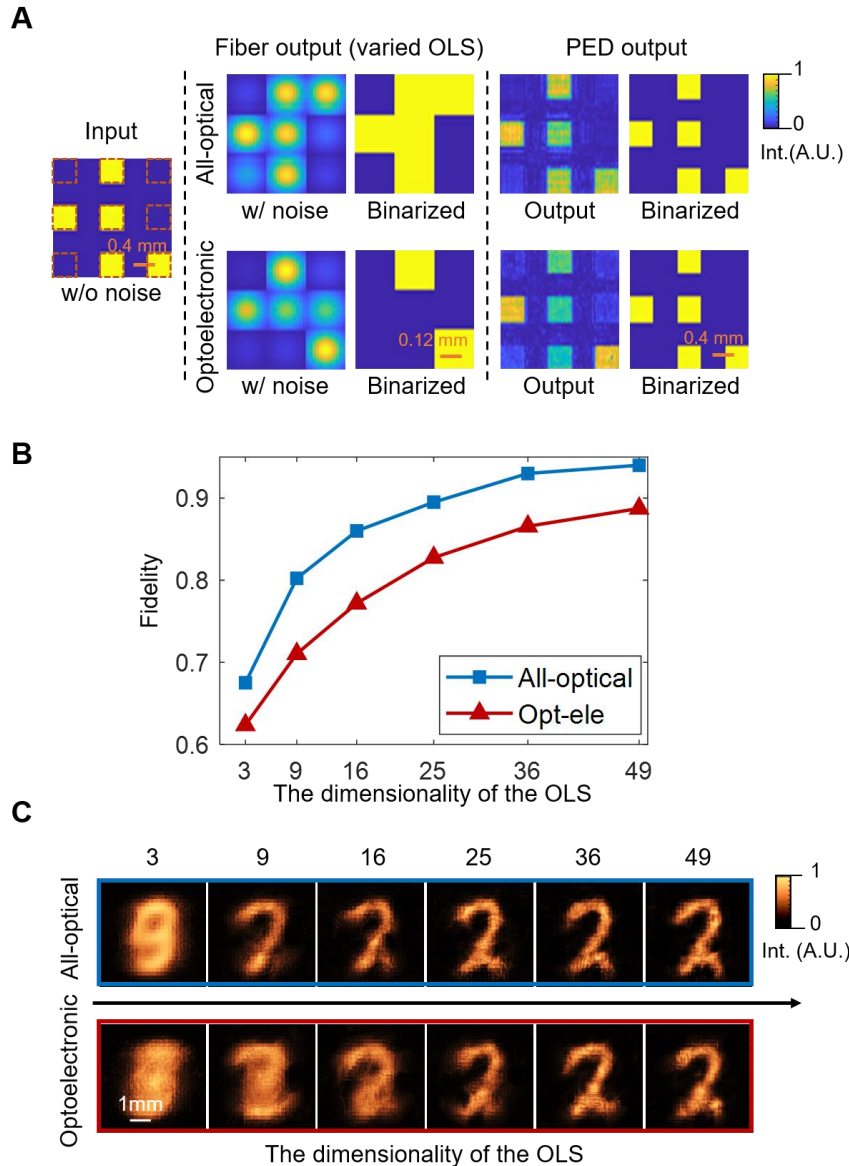 A
Fiber output (varied OLS)
PED output
Input
0.4 mm
w/o noise
All-optical
w/ noise
Binarized
Output
Binarized
1
0
Int.(A.U.)
Optoelectronic
0.12 mm
0.4 mm
w/ noise
Binarized
Output
Binarized
B
Fidelity
0.9
0.8
0.7
0.6
All-optical
Opt-ele
3 9 16 25 36 49
The dimensionality of the OLS
C
3 9 16 25 36 49
All-optical
1
0
Int. (A.U.)
Optoelectronic
1mm
The dimensionality of the OLS